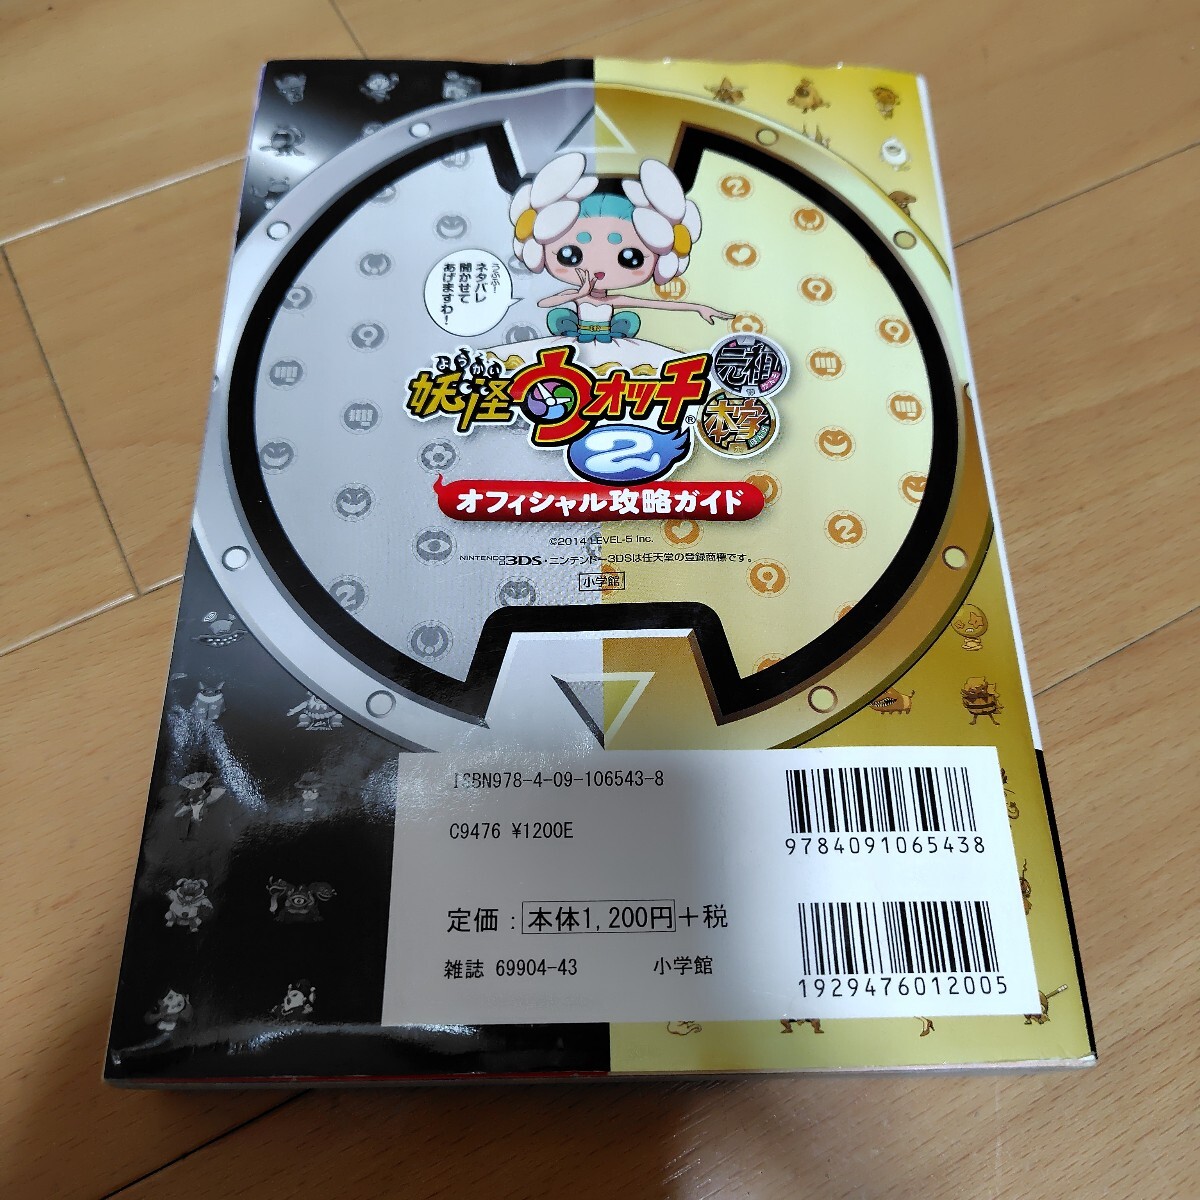 うふふ!
ネタバレ
聞かせて
あげますわ!
ようかい
妖怪ウォッチ®
2
元祖
本家
オフィシャル攻略ガイド
©2014 LEVEL-5 Inc.
NINTENDO 3DS・ニンテンドー3DSは任天堂の登録商標です。
小学館
ISBN978-4-09-106543-8
C9476 ¥1200E
9784091065438
定価：本体1,200円＋税
雑誌 69904-43 小学館
1929476012005